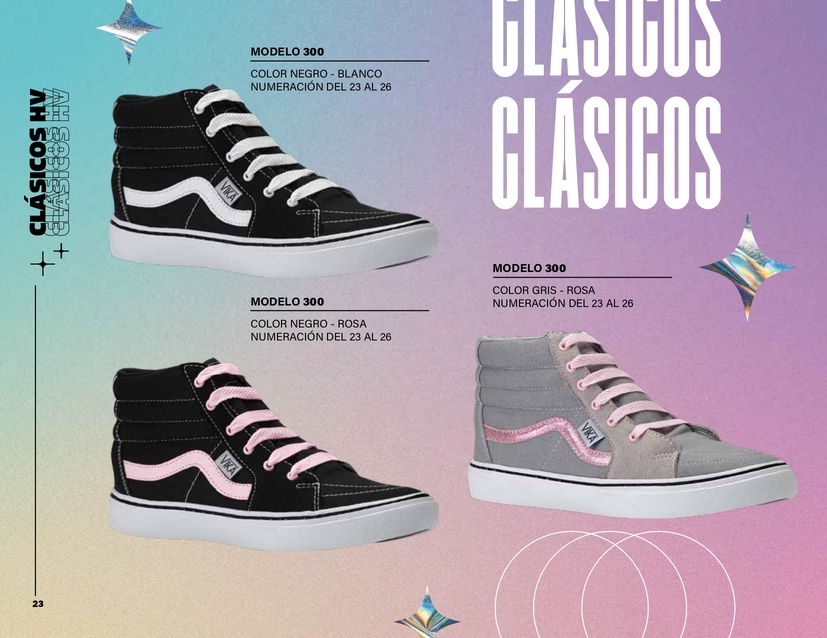 CLÁSICOS HV
CLÁSICOS HV
MODELO 300
COLOR NEGRO - BLANCO
NUMERACIÓN DEL 23 AL 26
VIKA
CLÁSICOS
CLÁSICOS
MODELO 300
COLOR NEGRO - ROSA
NUMERACIÓN DEL 23 AL 26
VIKA
MODELO 300
COLOR GRIS - ROSA
NUMERACIÓN DEL 23 AL 26
VIKA
23